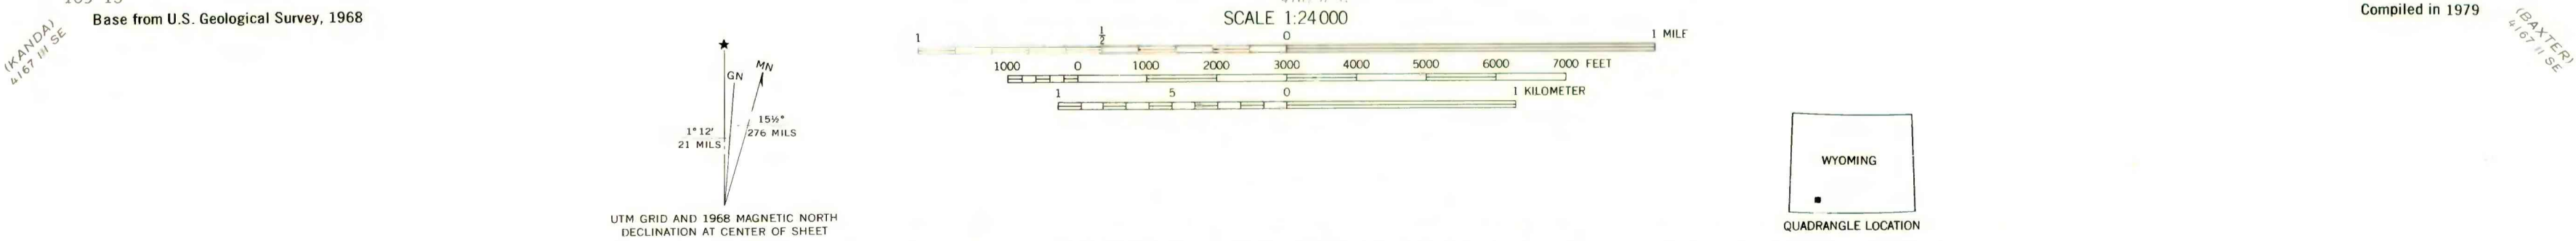 Base from U.S. Geological Survey, 1968
(KANDA)
4167 III SE
SCALE 1:24 000
Compiled in 1979
(BAXTER)
4167 II SE
1 ½ 0 1 MILE
1000 0 1000 2000 3000 4000 5000 6000 7000 FEET
1 5 0 1 KILOMETER
★
GN
MN
1° 12'
21 MILS
15½°
276 MILS
UTM GRID AND 1968 MAGNETIC NORTH
DECLINATION AT CENTER OF SHEET
WYOMING
QUADRANGLE LOCATION